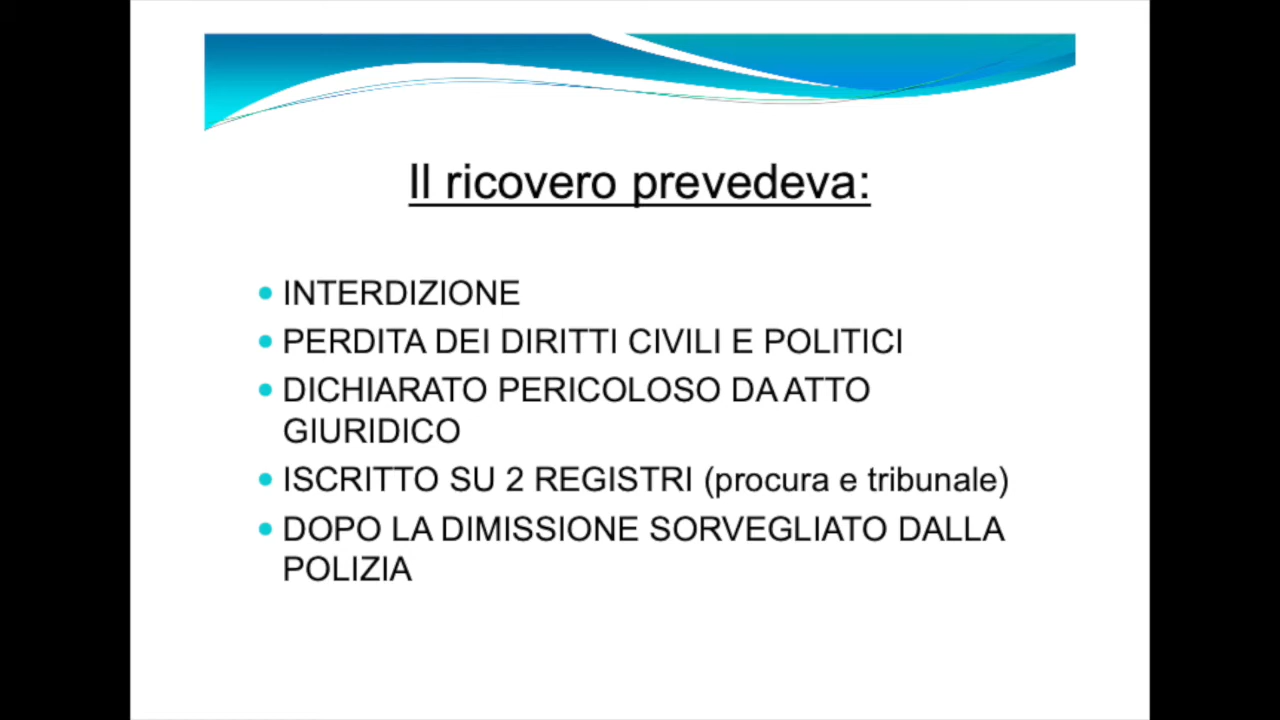 Il ricovero prevedeva:
INTERDIZIONE
PERDITA DEI DIRITTI CIVILI E POLITICI
DICHIARATO PERICOLOSO DA ATTO
GIURIDICO
ISCRITTO SU 2 REGISTRI (procura e tribunale)
DOPO LA DIMISSIONE SORVEGLIATO DALLA
POLIZIA